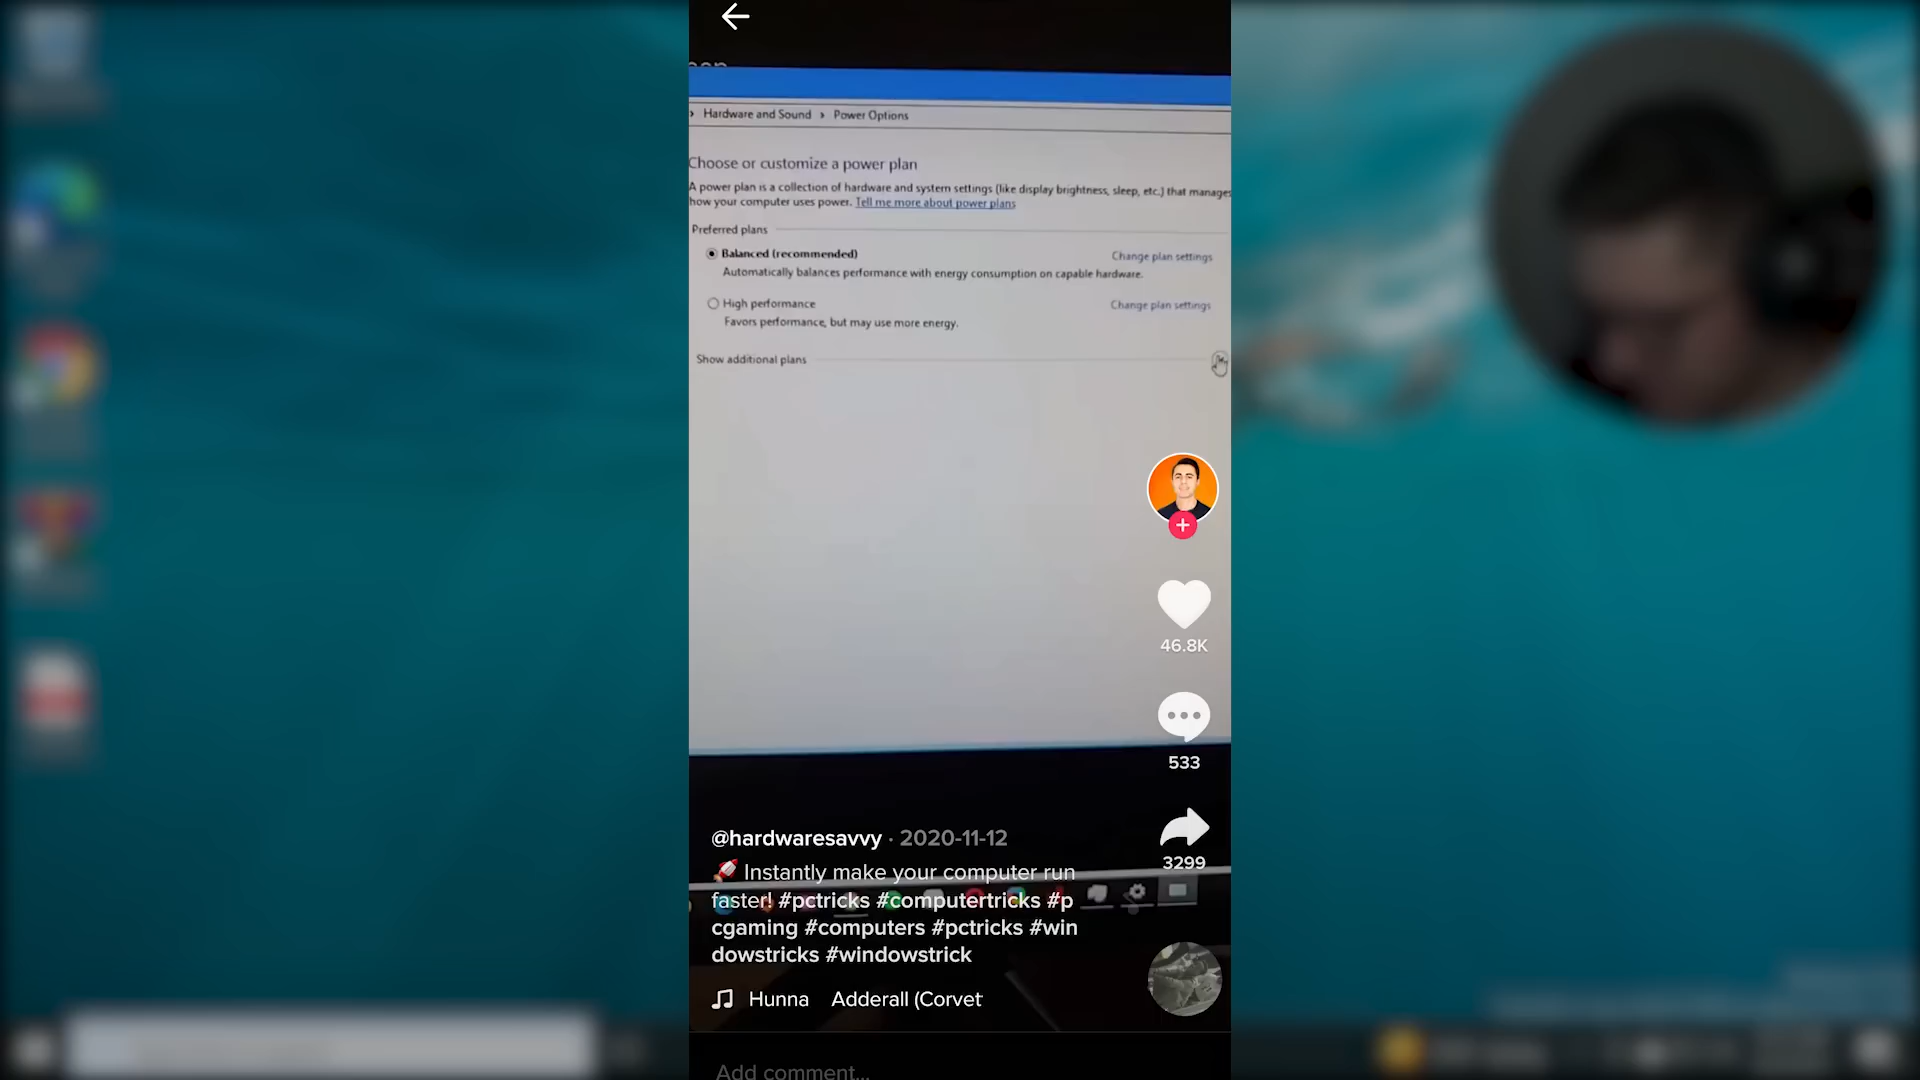 Hardware and Sound › Power Options
Choose or customize a power plan
A power plan is a collection of hardware and system settings (like display brightness, sleep, etc.) that manages
how your computer uses power. Tell me more about power plans
Preferred plans
Balanced (recommended) Change plan settings
Automatically balances performance with energy consumption on capable hardware.
High performance Change plan settings
Favors performance, but may use more energy.
Show additional plans
46.8K
533
3299
@hardwaresavvy · 2020-11-12
🚀 Instantly make your computer run
faster! #pctricks #computertricks #p
cgaming #computers #pctricks #win
dowstricks #windowstrick
Hunna Adderall (Corvet
Add comment...